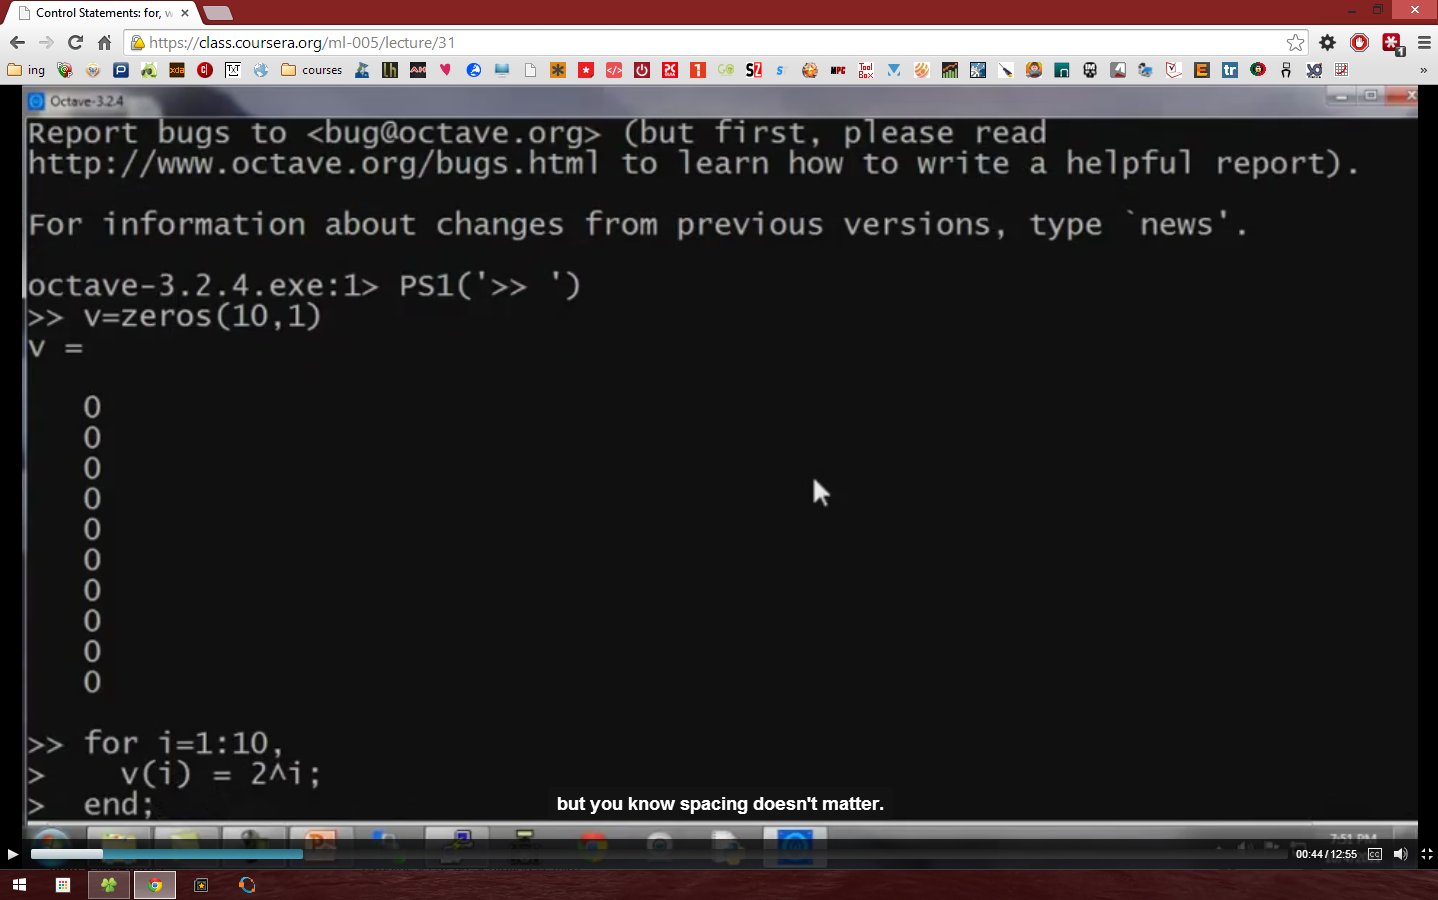 Control Statements: for, w
https://class.coursera.org/ml-005/lecture/31
ing
courses
Octave-3.2.4
Report bugs to <bug@octave.org> (but first, please read
http://www.octave.org/bugs.html to learn how to write a helpful report).
For information about changes from previous versions, type `news'.
octave-3.2.4.exe:1> PS1('>> ')
>> v=zeros(10,1)
v =
0
0
0
0
0
0
0
0
0
0
>> for i=1:10,
>    v(i) = 2^i;
>  end;
but you know spacing doesn't matter.
7:51 PM
00:44 / 12:55